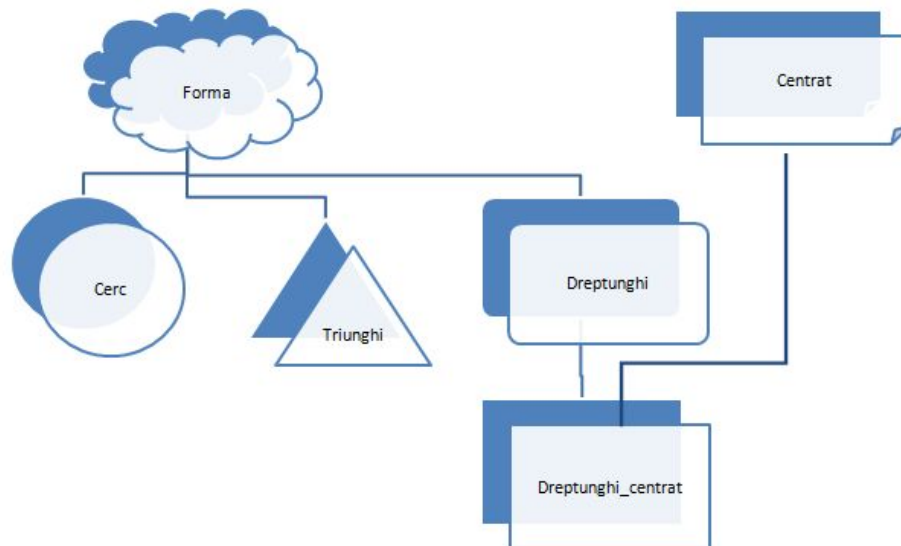 Forma
Centrat
Cerc
Triunghi
Dreptunghi
Dreptunghi_centrat